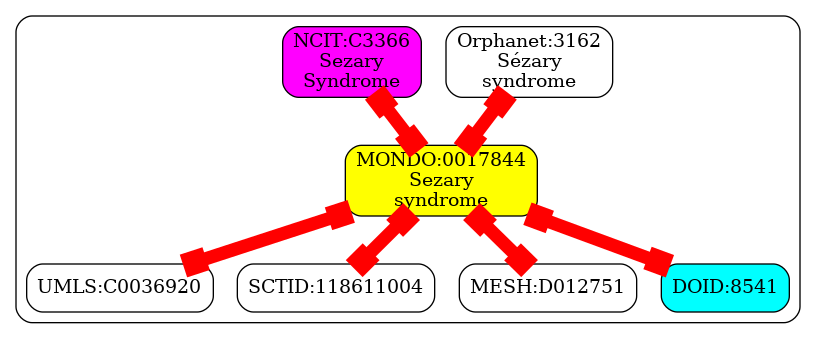 NCIT:C3366
Sezary
Syndrome
Orphanet:3162
Sézary
syndrome
MONDO:0017844
Sezary
syndrome
UMLS:C0036920
SCTID:118611004
MESH:D012751
DOID:8541